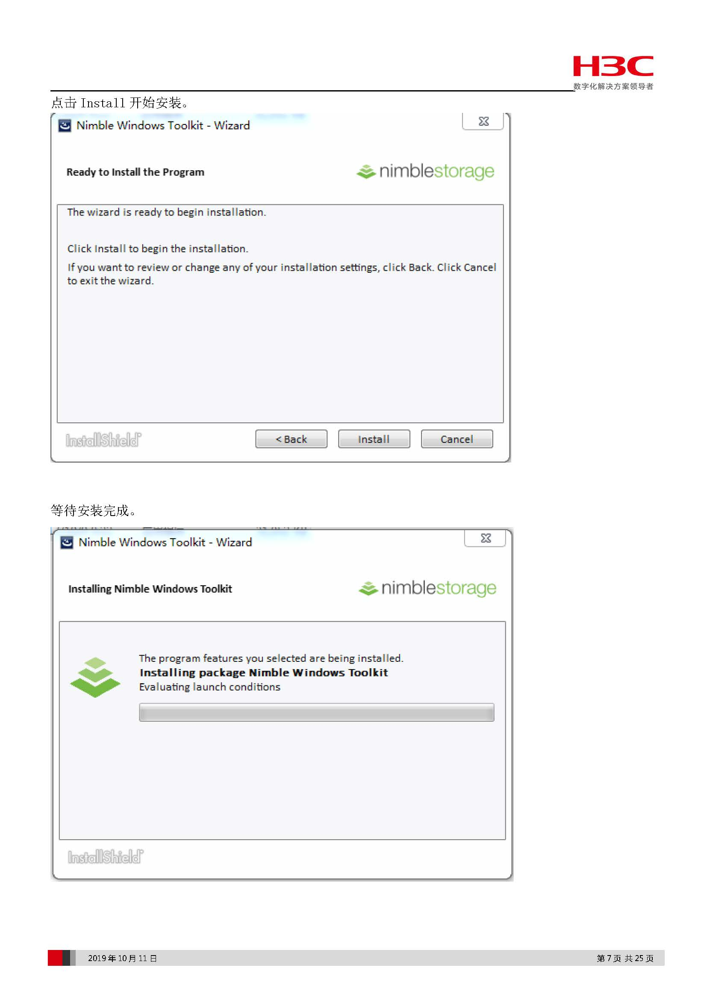 H3C
数字化解决方案领导者
点击 Install 开始安装。
Nimble Windows Toolkit - Wizard
Ready to Install the Program
nimblestorage
The wizard is ready to begin installation.
Click Install to begin the installation.
If you want to review or change any of your installation settings, click Back. Click Cancel
to exit the wizard.
InstallShield
< Back
Install
Cancel
等待安装完成。
Nimble Windows Toolkit - Wizard
Installing Nimble Windows Toolkit
nimblestorage
The program features you selected are being installed.
Installing package Nimble Windows Toolkit
Evaluating launch conditions
InstallShield
2019年10月11日
第7页 共25页